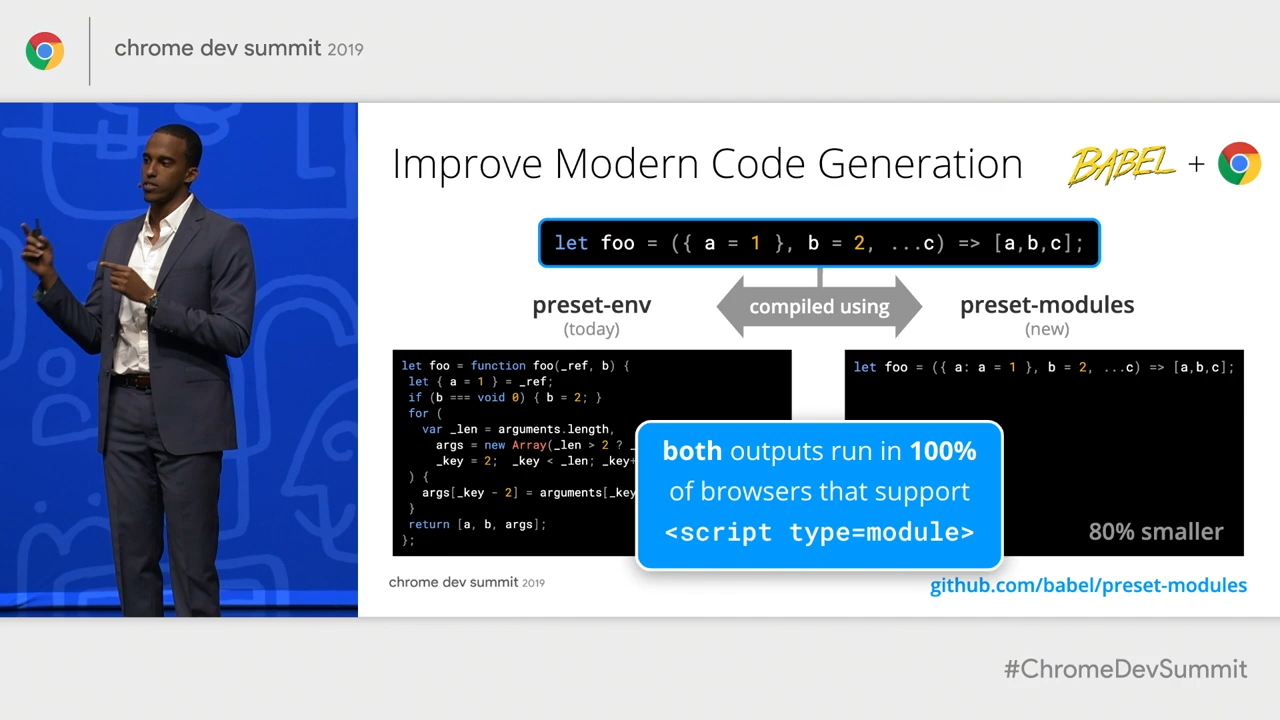 chrome dev summit 2019
Improve Modern Code Generation
BABEL +
let foo = ({ a = 1 }, b = 2, ...c) => [a,b,c];
preset-env
(today)
compiled using
preset-modules
(new)
let foo = function foo(_ref, b) {
let { a = 1 } = _ref;
if (b === void 0) { b = 2; }
for (
var _len = arguments.length,
args = new Array(_len > 2 ? _
_key = 2; _key < _len; _key+
) {
args[_key - 2] = arguments[_key
}
return [a, b, args];
};
let foo = ({ a: a = 1 }, b = 2, ...c) => [a,b,c];
80% smaller
both outputs run in 100%
of browsers that support
<script type=module>
chrome dev summit 2019
github.com/babel/preset-modules
#ChromeDevSummit